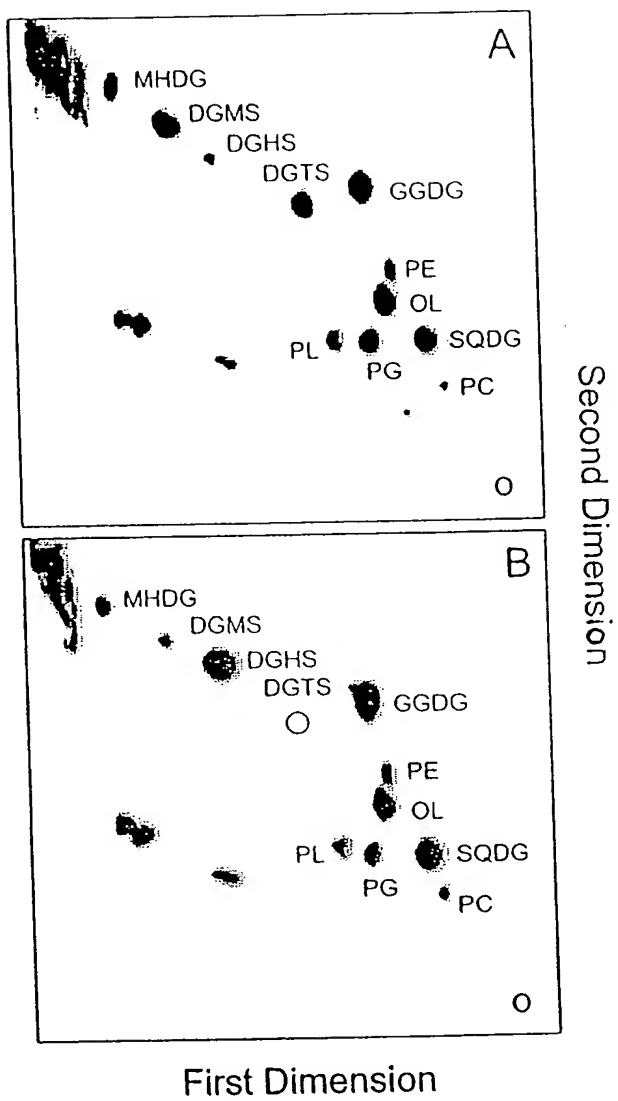 A
MHDG
DGMS
DGHS
DGTS
GGDG
PE
OL
PL
PG
SQDG
PC
O
B
MHDG
DGMS
DGHS
DGTS
GGDG
PE
OL
PL
PG
SQDG
PC
O
Second Dimension
First Dimension